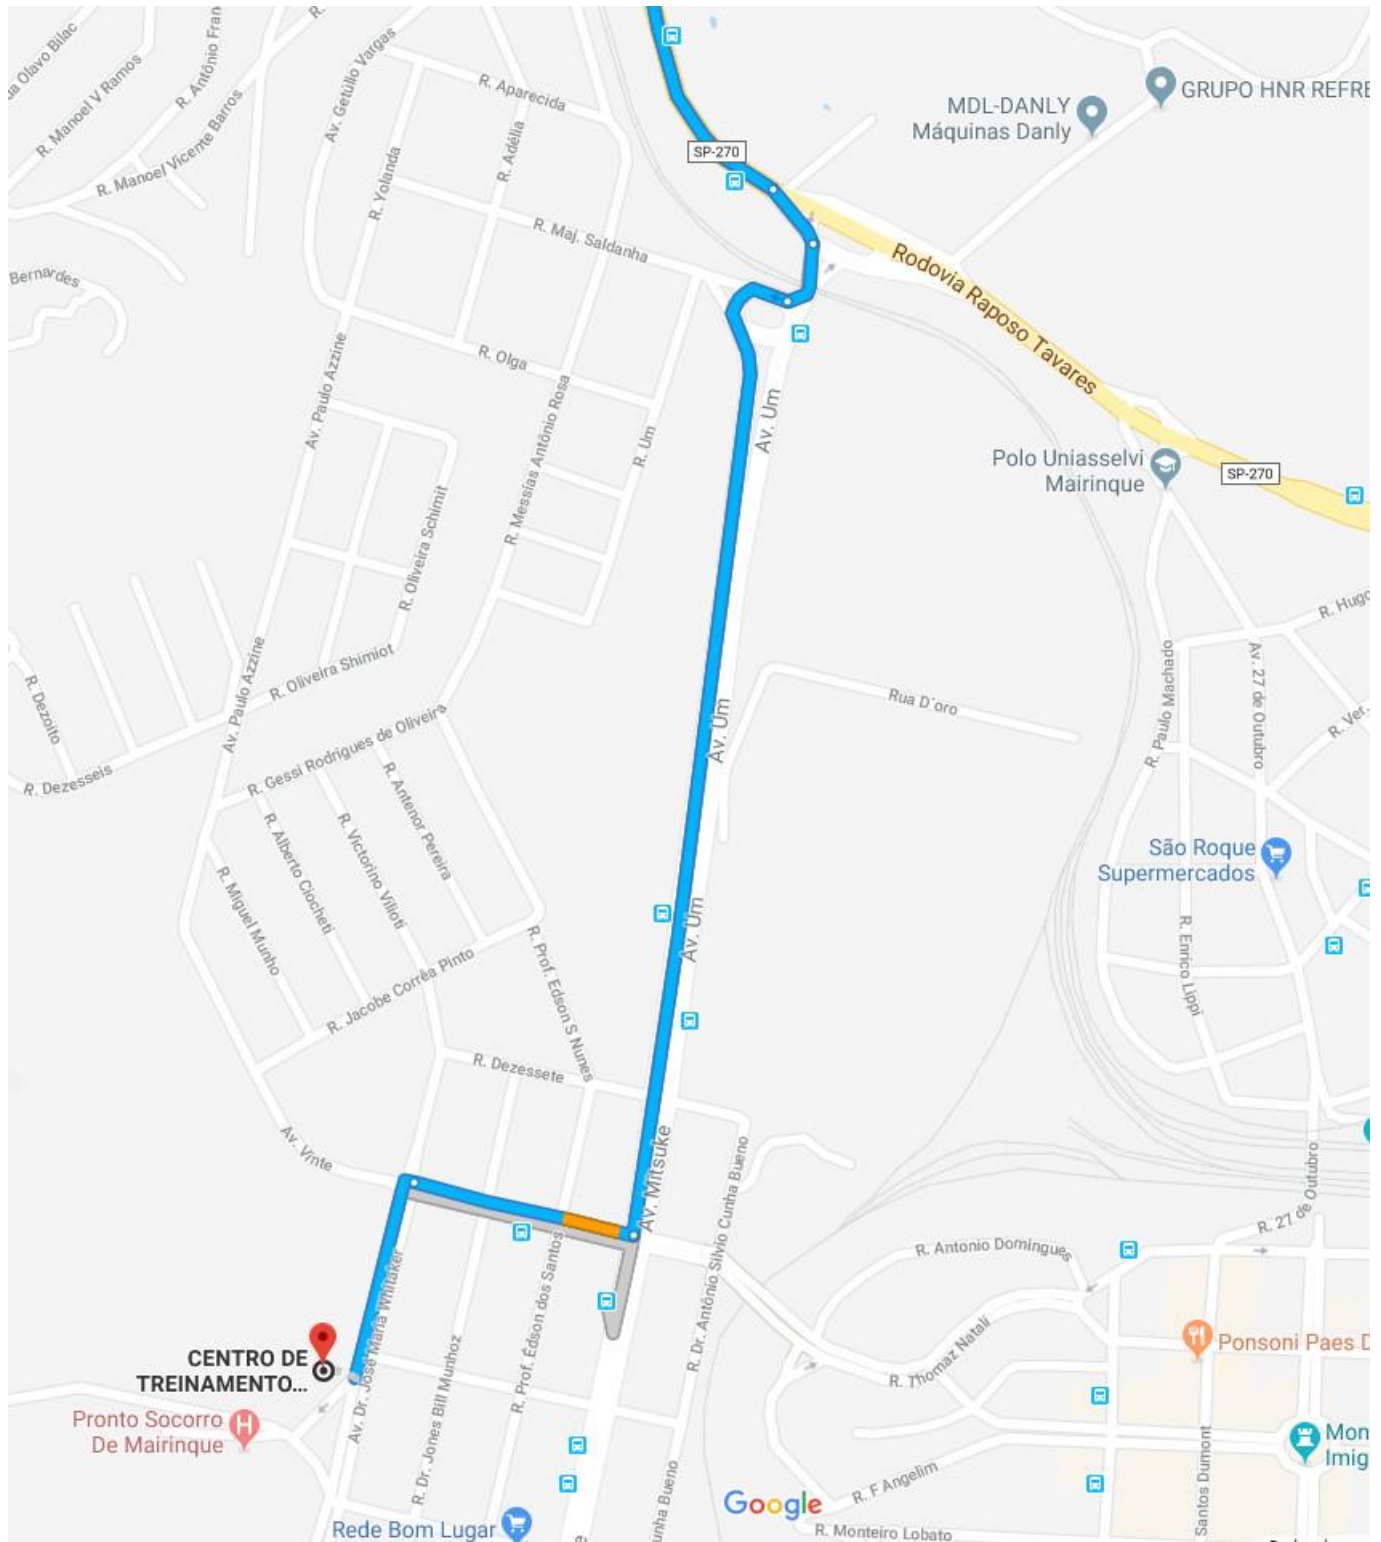 R. Olavo Bilac
R. Manoel V Ramos
R. Antônio Fran
R. Manoel Vicente Barros
R.
Av. Getúlio Vargas
R. Aparecida
R. Yolanda
R. Adélia
R. Maj. Saldanha
SP-270
MDL-DANLY
Máquinas Danly
GRUPO HNR REFRE
Rodovia Raposo Tavares
Bernardes
Av. Paulo Azzine
R. Olga
R. Messias Antônio Rosa
R. Um
Av. Um
Polo Uniasselvi
Mairinque
SP-270
R. Oliveira Schimit
R. Oliveira Shimiot
Av. Paulo Azzine
R. Dezoito
R. Dezesseis
R. Gessi Rodrigues de Oliveira
R. Antenor Pereira
R. Victorino Vilioti
R. Alberto Ciocheti
R. Miguel Munho
R. Jacobe Corrêa Pinto
R. Prof. Edson S Nunes
Av. Um
Rua D´oro
Av. Um
R. Hugo
R. Paulo Machado
Av. 27 de Outubro
R. Ver.
São Roque
Supermercados
R. Enrico Lippi
R. Dezessete
Av. Vinte
Av. Mitsuke
R. Dr. Antônio Silvio Cunha Bueno
R. 27 de Outubro
R. Antonio Domingues
R. Thomaz Natali
Ponsoni Paes D
Av. Dr. José Maria Whitaker
R. Prof. Edson dos Santos
R. Dr. Jones Bill Munhoz
CENTRO DE
TREINAMENTO...
Pronto Socorro
De Mairinque
Rede Bom Lugar
unha Bueno
Google
R. F Angelim
R. Monteiro Lobato
Santos Dumont
Mon
Imig